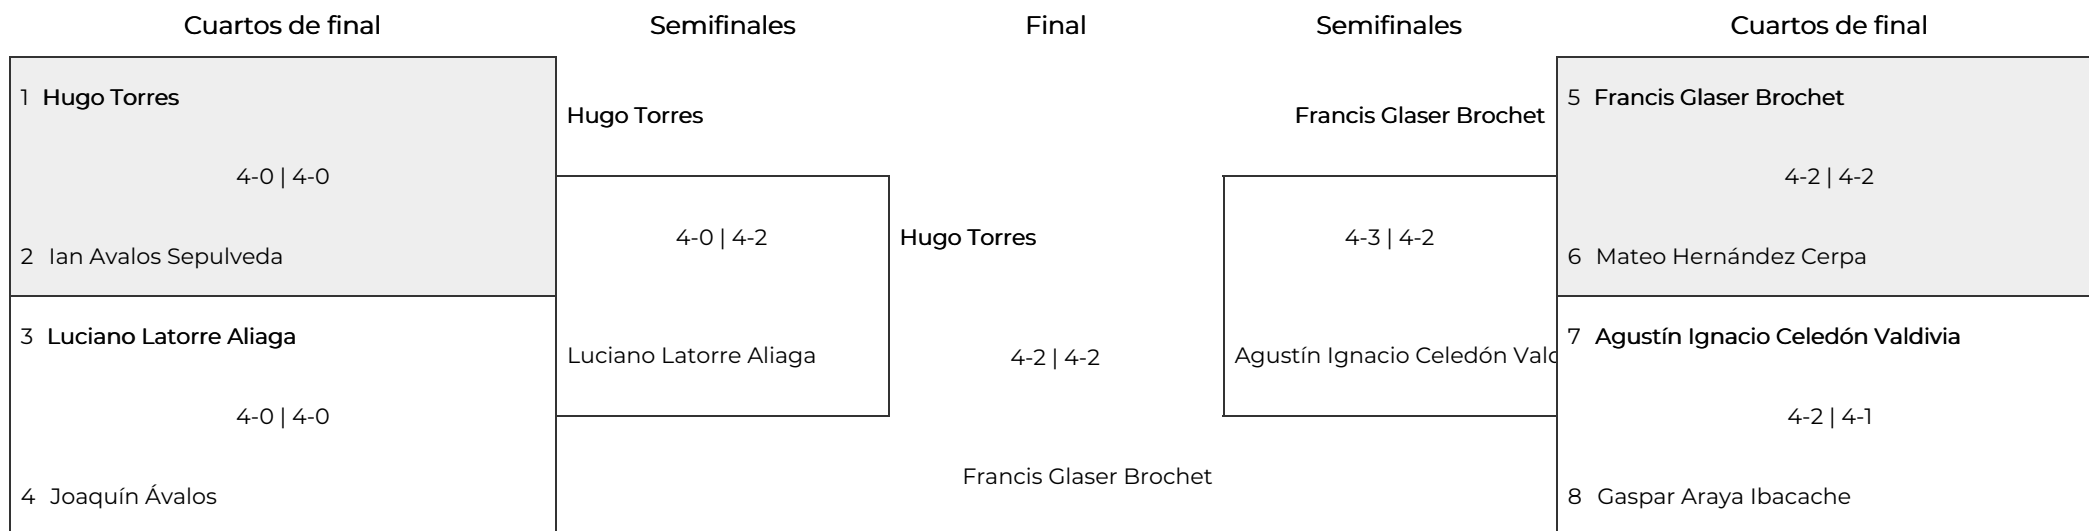 Cuartos de final
Semifinales
Final
Semifinales
Cuartos de final
1 Hugo Torres
4-0 | 4-0
2 Ian Avalos Sepulveda
3 Luciano Latorre Aliaga
4-0 | 4-0
4 Joaquín Ávalos
Hugo Torres
4-0 | 4-2
Luciano Latorre Aliaga
Hugo Torres
4-2 | 4-2
Francis Glaser Brochet
Francis Glaser Brochet
4-3 | 4-2
Agustín Ignacio Celedón Vald
5 Francis Glaser Brochet
4-2 | 4-2
6 Mateo Hernández Cerpa
7 Agustín Ignacio Celedón Valdivia
4-2 | 4-1
8 Gaspar Araya Ibacache